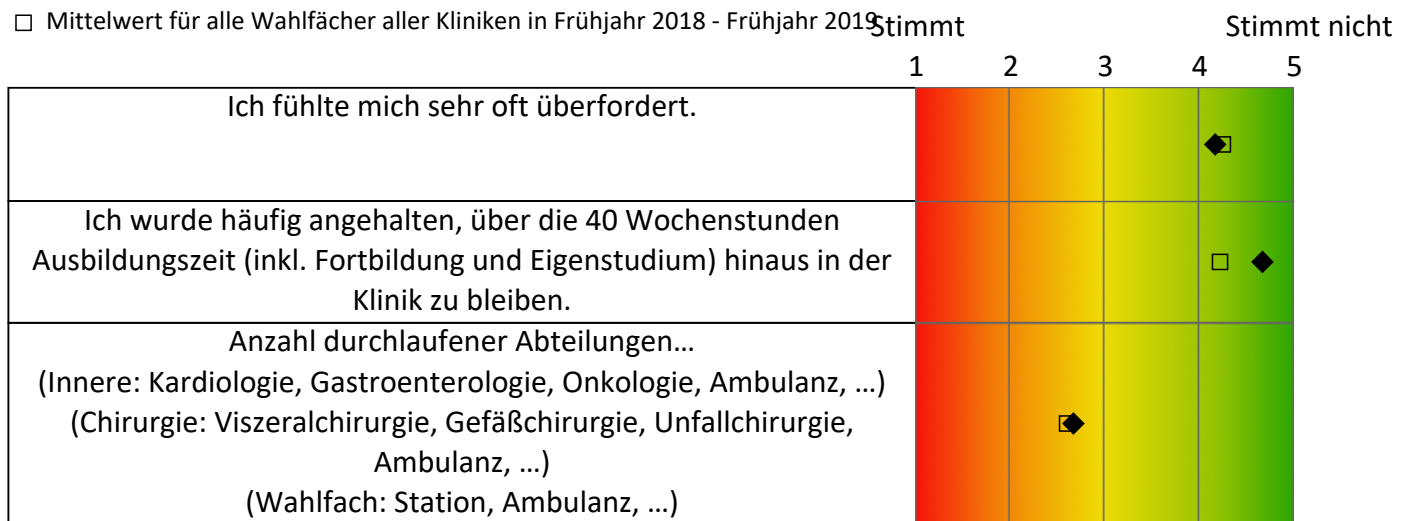 □ Mittelwert für alle Wahlfächer aller Kliniken in Frühjahr 2018 - Frühjahr 2019
Stimmt Stimmt nicht
1 2 3 4 5
Ich fühlte mich sehr oft überfordert.
Ich wurde häufig angehalten, über die 40 Wochenstunden
Ausbildungszeit (inkl. Fortbildung und Eigenstudium) hinaus in der
Klinik zu bleiben.
Anzahl durchlaufener Abteilungen…
(Innere: Kardiologie, Gastroenterologie, Onkologie, Ambulanz, …)
(Chirurgie: Viszeralchirurgie, Gefäßchirurgie, Unfallchirurgie,
Ambulanz, …)
(Wahlfach: Station, Ambulanz, …)